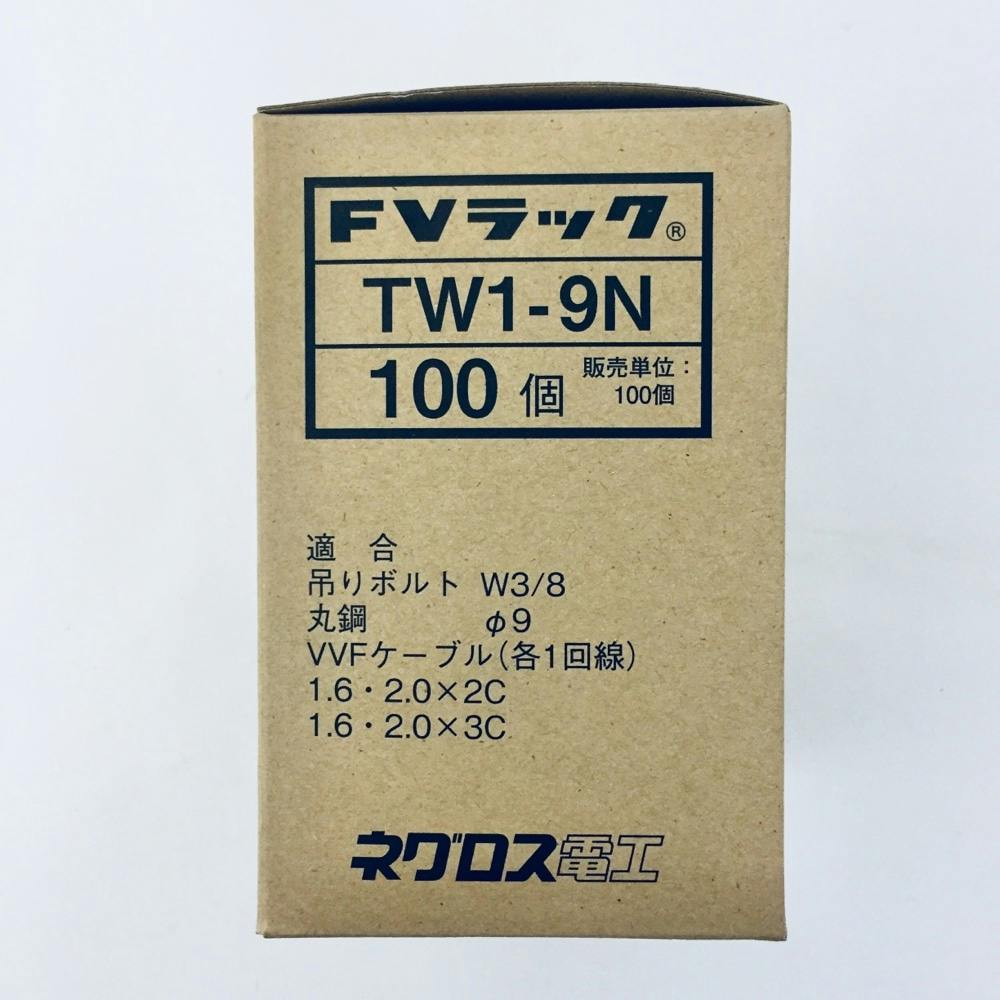 FVラック®
TW1-9N
100 個 販売単位：
100個
適 合
吊りボルト W3/8
丸鋼 φ9
VVFケーブル(各1回線)
1.6・2.0×2C
1.6・2.0×3C
ネグロス電工